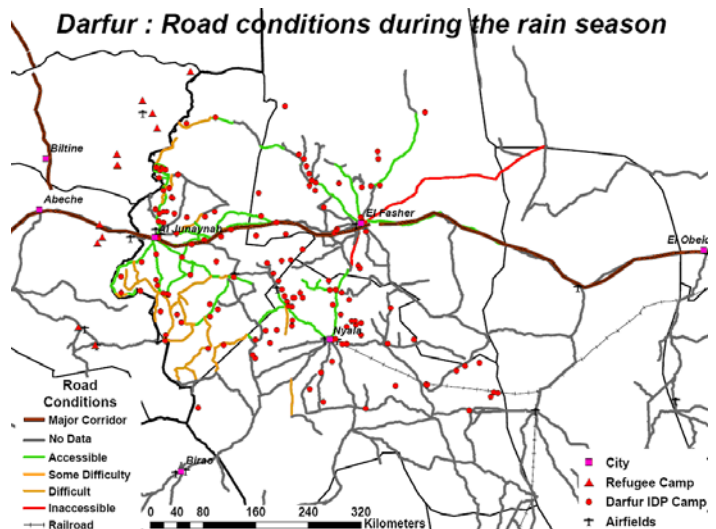 Darfur : Road conditions during the rain season
Biltine
Abeche
Al Junaynah
El Fasher
El Obeid
Nyala
Birao
Road
Conditions
Major Corridor
No Data
Accessible
Some Difficulty
Difficult
Inaccessible
Railroad
0 40 80 160 240 320
Kilometers
City
Refugee Camp
Darfur IDP Camp
Airfields